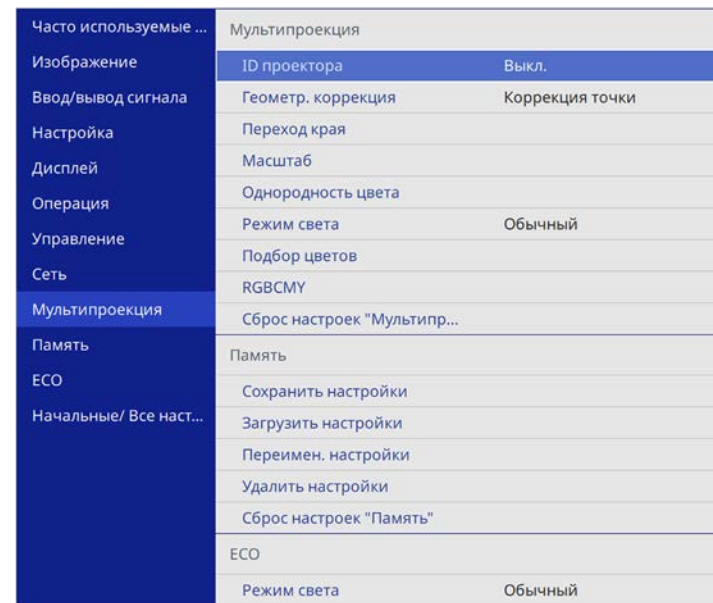 Часто используемые ...
Изображение
Ввод/вывод сигнала
Настройка
Дисплей
Операция
Управление
Сеть
Мультипроекция
Память
ECO
Начальные/ Все наст...
Мультипроекция
ID проектора Выкл.
Геометр. коррекция Коррекция точки
Переход края
Масштаб
Однородность цвета
Режим света Обычный
Подбор цветов
RGBCMY
Сброс настроек "Мультипр...
Память
Сохранить настройки
Загрузить настройки
Переимен. настройки
Удалить настройки
Сброс настроек "Память"
ECO
Режим света Обычный